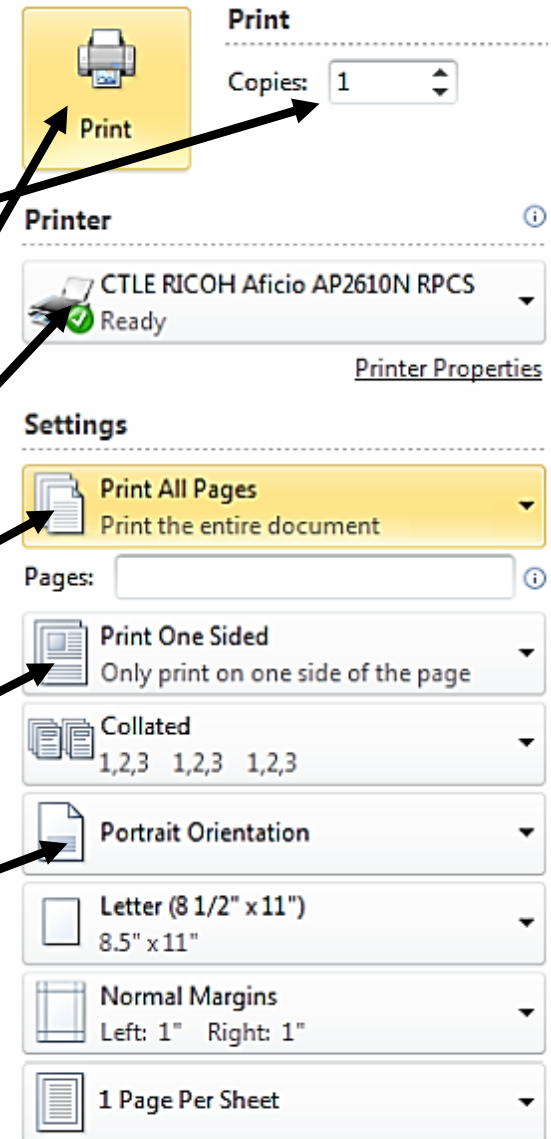 Print
Copies: 1
Print
Printer
CTLE RICOH Aficio AP2610N RPCS
Ready
Printer Properties
Settings
Print All Pages
Print the entire document
Pages:
Print One Sided
Only print on one side of the page
Collated
1,2,3 1,2,3 1,2,3
Portrait Orientation
Letter (8 1/2" x 11")
8.5" x 11"
Normal Margins
Left: 1" Right: 1"
1 Page Per Sheet